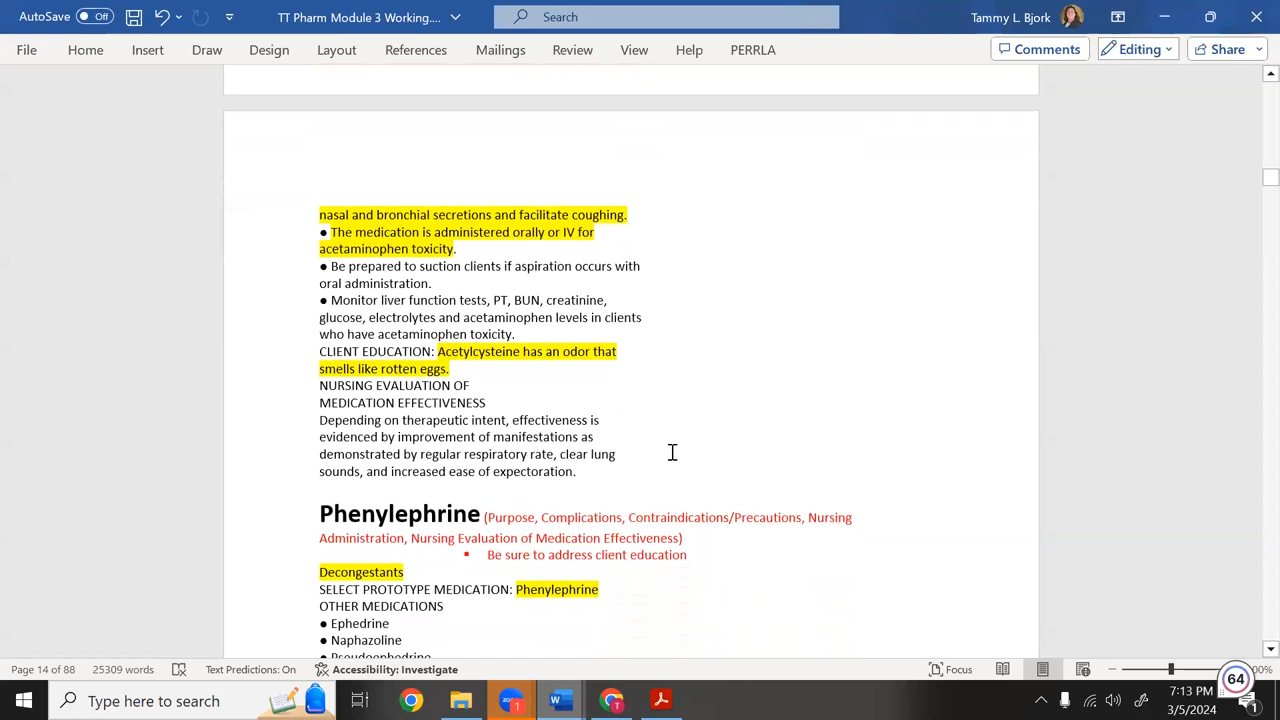 AutoSave Off TT Pharm Module 3 Working.... Search Tammy L. Bjork
File Home Insert Draw Design Layout References Mailings Review View Help PERRLA Comments Editing Share
nasal and bronchial secretions and facilitate coughing.
● The medication is administered orally or IV for
acetaminophen toxicity.
● Be prepared to suction clients if aspiration occurs with
oral administration.
● Monitor liver function tests, PT, BUN, creatinine,
glucose, electrolytes and acetaminophen levels in clients
who have acetaminophen toxicity.
CLIENT EDUCATION: Acetylcysteine has an odor that
smells like rotten eggs.
NURSING EVALUATION OF
MEDICATION EFFECTIVENESS
Depending on therapeutic intent, effectiveness is
evidenced by improvement of manifestations as
demonstrated by regular respiratory rate, clear lung
sounds, and increased ease of expectoration.
Phenylephrine (Purpose, Complications, Contraindications/Precautions, Nursing
Administration, Nursing Evaluation of Medication Effectiveness)
▪ Be sure to address client education
Decongestants
SELECT PROTOTYPE MEDICATION: Phenylephrine
OTHER MEDICATIONS
● Ephedrine
● Naphazoline
● Pseudoephedrine
Page 14 of 88 25309 words Text Predictions: On Accessibility: Investigate Focus 00%
64
Type here to search 7:13 PM
3/5/2024